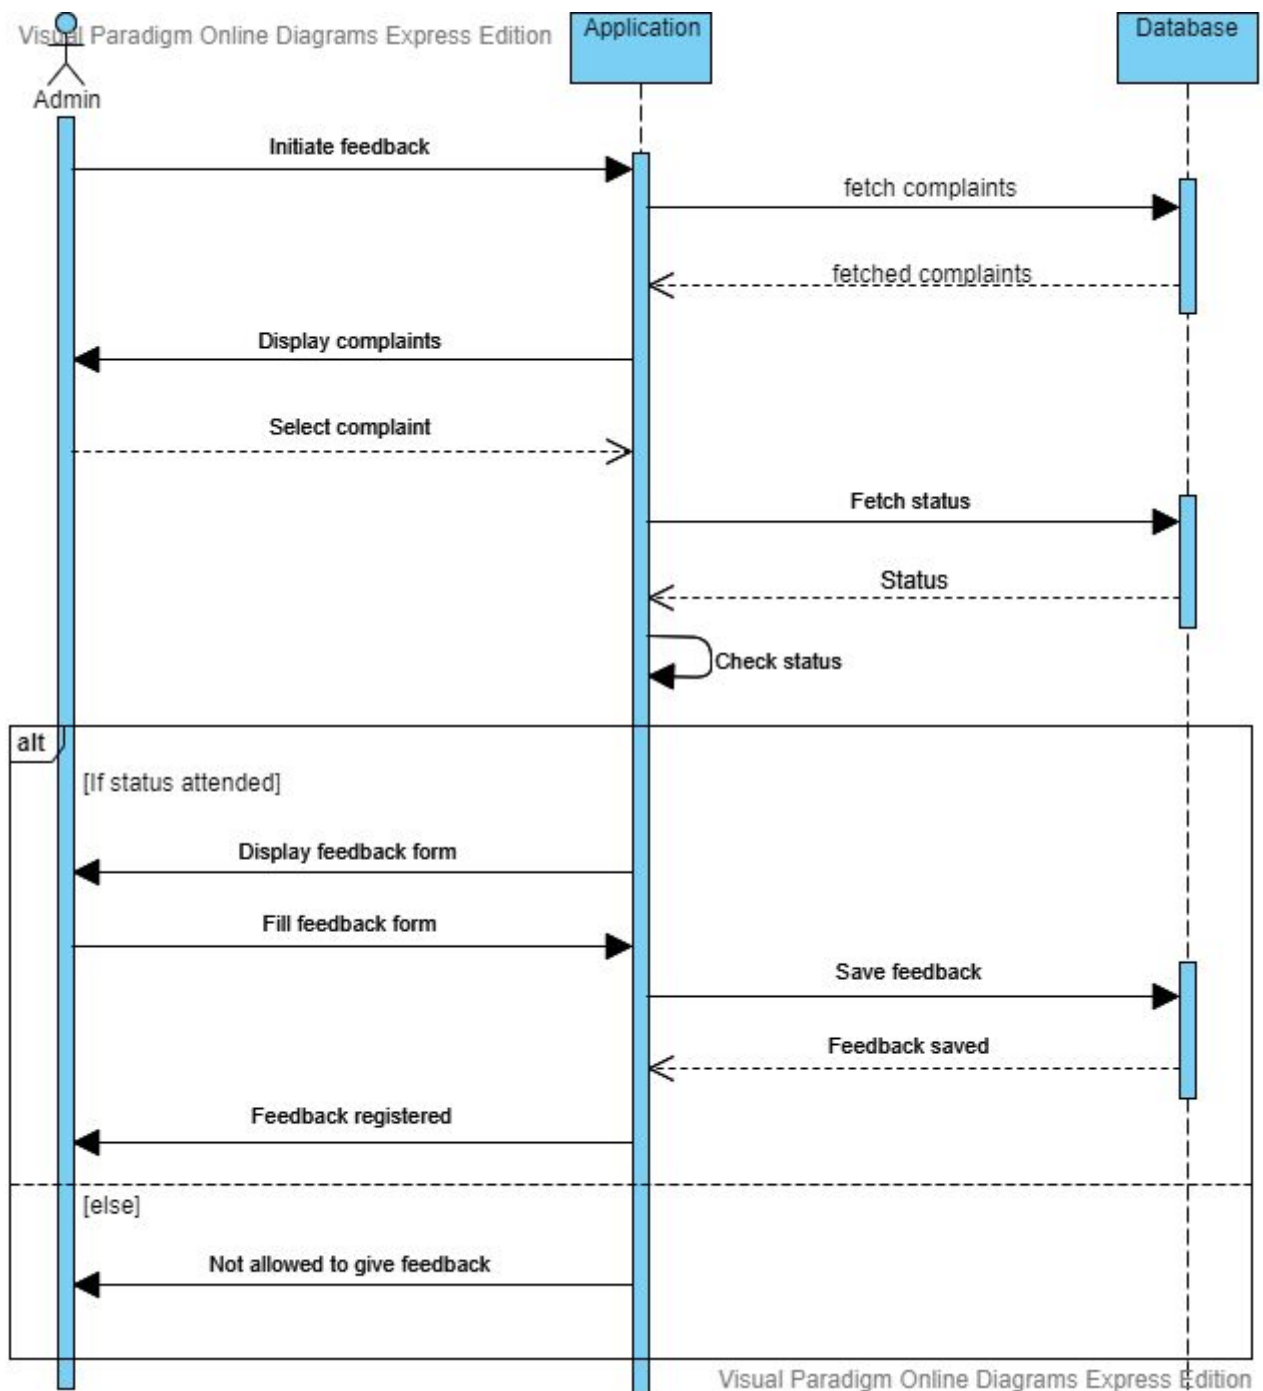 Visual Paradigm Online Diagrams Express Edition
Application
Database
Admin
Initiate feedback
fetch complaints
fetched complaints
Display complaints
Select complaint
Fetch status
Status
Check status
alt
[If status attended]
Display feedback form
Fill feedback form
Save feedback
Feedback saved
Feedback registered
[else]
Not allowed to give feedback
Visual Paradigm Online Diagrams Express Edition